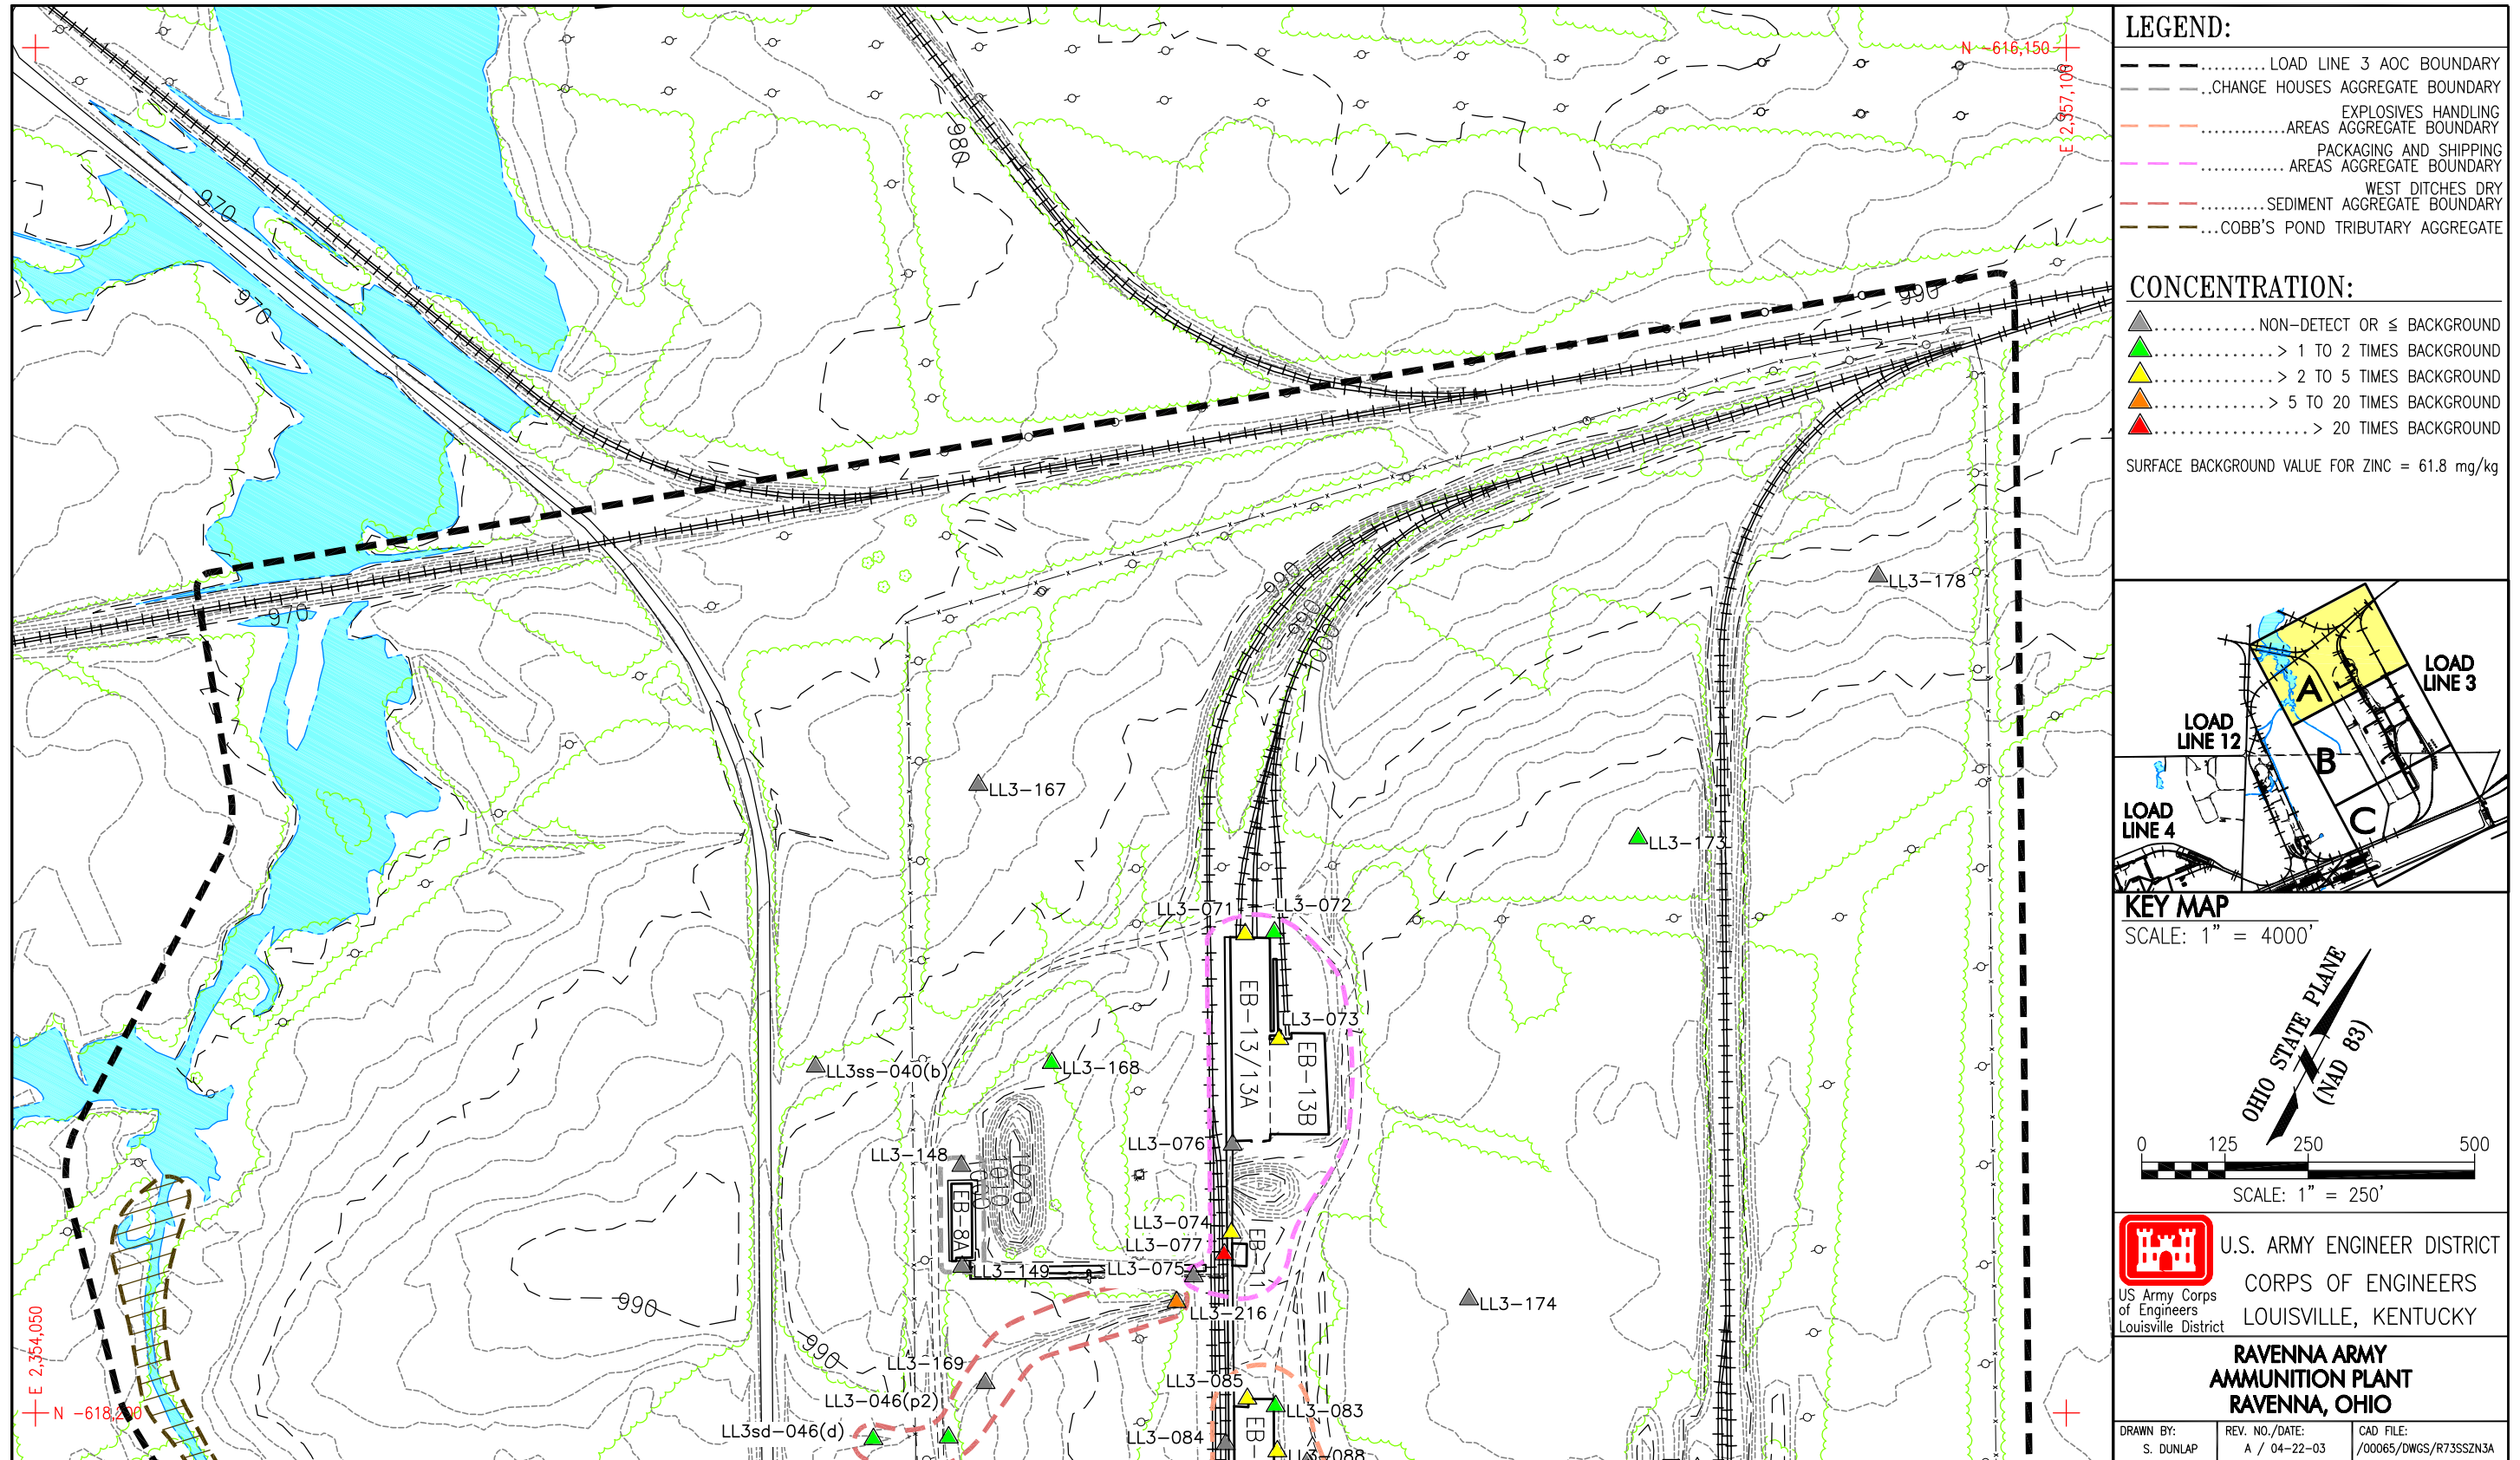 N -616,150
E 2,357,100
980
970
970
990
970
990
990
1000
LL3-178
LL3-167
LL3-173
LL3-071
LL3-072
EB-13/13A
LL3-073
EB-13B
LL3ss-040(b)
LL3-168
LL3-076
LL3-148
1020
1010
EB-8A
LL3-074
LL3-077
LL3-149
LL3-075
990
LL3-216
LL3-174
990
LL3-169
LL3-085
LL3-046(p2)
LL3-083
LL3sd-046(d)
LL3-084
EB-
LL3-088
E 2,354,050
N -618,200
LEGEND:
.......... LOAD LINE 3 AOC BOUNDARY
..CHANGE HOUSES AGGREGATE BOUNDARY
EXPLOSIVES HANDLING
............AREAS AGGREGATE BOUNDARY
PACKAGING AND SHIPPING
............ AREAS AGGREGATE BOUNDARY
WEST DITCHES DRY
..........SEDIMENT AGGREGATE BOUNDARY
...COBB'S POND TRIBUTARY AGGREGATE
CONCENTRATION:
............ NON-DETECT OR ≤ BACKGROUND
..............> 1 TO 2 TIMES BACKGROUND
..............> 2 TO 5 TIMES BACKGROUND
.............> 5 TO 20 TIMES BACKGROUND
..................> 20 TIMES BACKGROUND
SURFACE BACKGROUND VALUE FOR ZINC = 61.8 mg/kg
LOAD
LINE 3
A
LOAD
LINE 12
B
LOAD
LINE 4
C
KEY MAP
SCALE: 1" = 4000'
OHIO STATE PLANE
(NAD 83)
0 125 250 500
SCALE: 1" = 250'
US Army Corps
of Engineers
Louisville District
U.S. ARMY ENGINEER DISTRICT
CORPS OF ENGINEERS
LOUISVILLE, KENTUCKY
RAVENNA ARMY
AMMUNITION PLANT
RAVENNA, OHIO
DRAWN BY:
S. DUNLAP
REV. NO./DATE:
A / 04-22-03
CAD FILE:
/00065/DWGS/R73SSZN3A